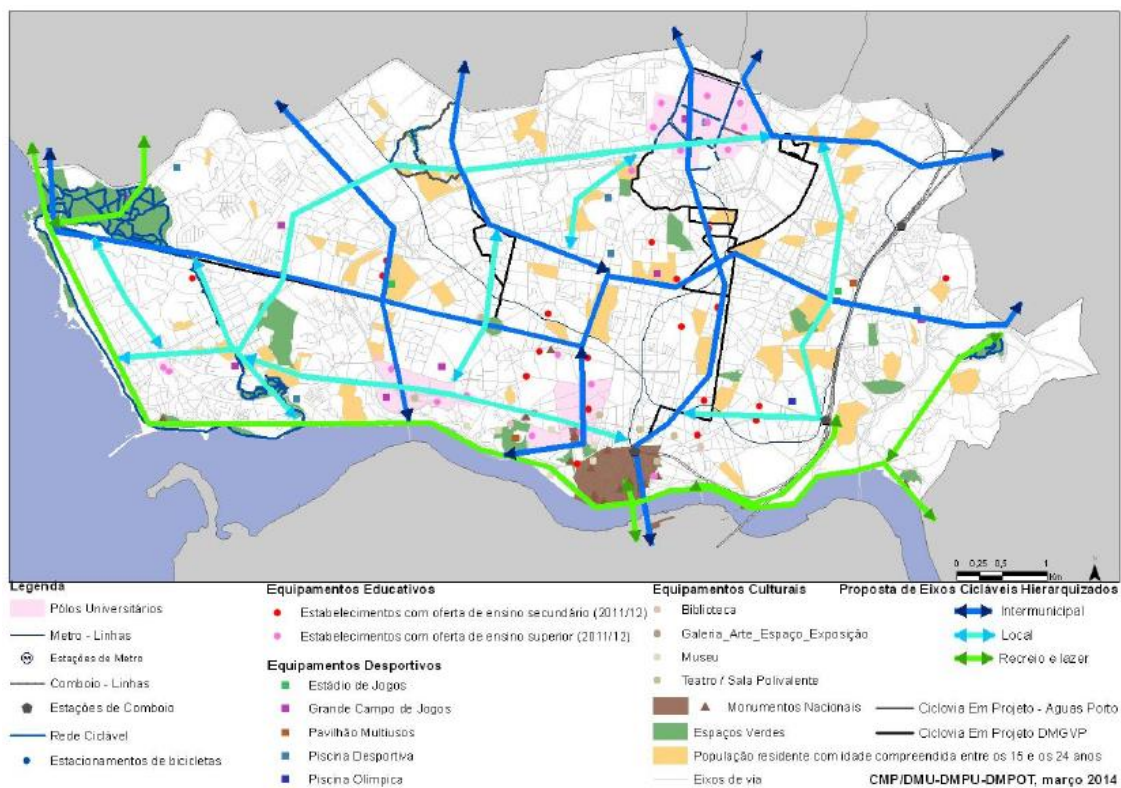 0 0,25 0,5 1
Km
N
Legenda
Pólos Universitários
Metro - Linhas
M
Estações de Metro
Comboio - Linhas
Estações de Comboio
Rede Ciclável
Estacionamentos de bicicletas
Equipamentos Educativos
Estabelecimentos com oferta de ensino secundário (2011/12)
Estabelecimentos com oferta de ensino superior (2011/12)
Equipamentos Desportivos
Estádio de Jogos
Grande Campo de Jogos
Pavilhão Multiusos
Piscina Desportiva
Piscina Olímpica
Equipamentos Culturais
Biblioteca
Galeria_Arte_Espaço_Exposição
Museu
Teatro / Sala Polivalente
Monumentos Nacionais
Espaços Verdes
População residente com idade compreendida entre os 15 e os 24 anos
Eixos de via
Proposta de Eixos Cicláveis Hierarquizados
Intermunicipal
Local
Recreio e lazer
Ciclovia Em Projeto - Aguas Porto
Ciclovia Em Projeto DMGVP
CMP/DMU-DMPU-DMPOT, março 2014